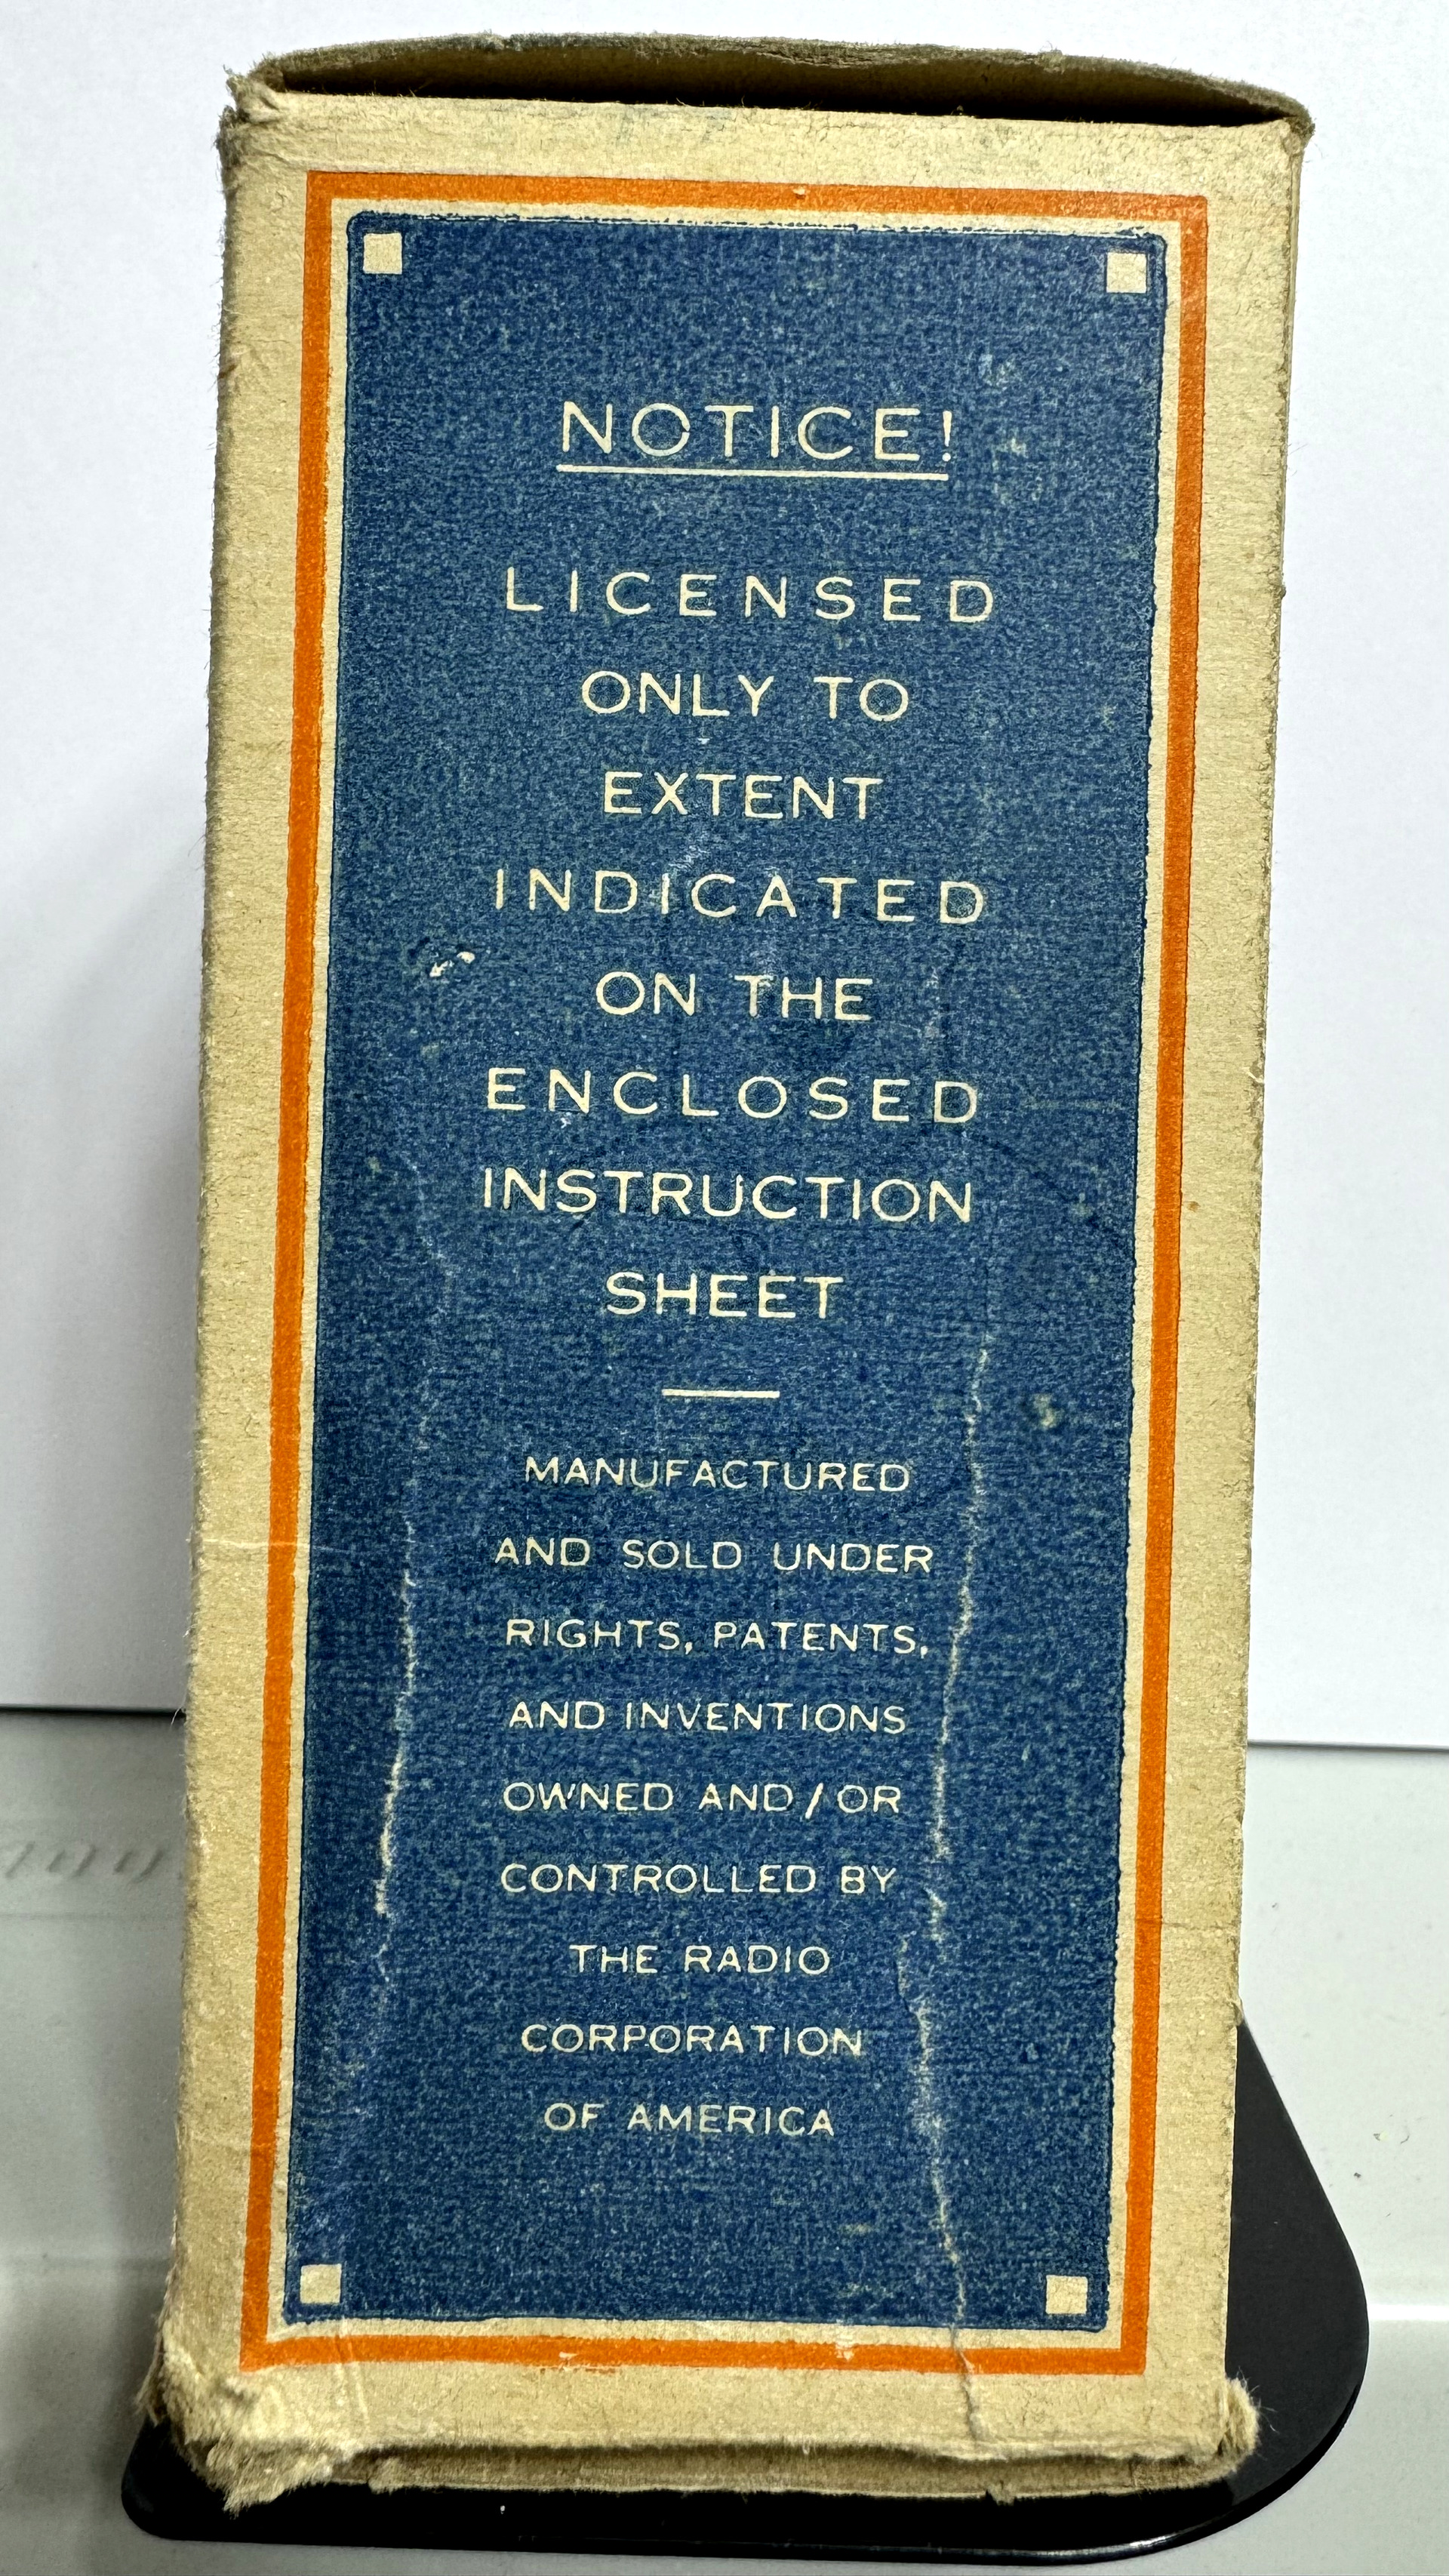 NOTICE!
LICENSED
ONLY TO
EXTENT
INDICATED
ON THE
ENCLOSED
INSTRUCTION
SHEET
MANUFACTURED
AND SOLD UNDER
RIGHTS, PATENTS,
AND INVENTIONS
OWNED AND/OR
CONTROLLED BY
THE RADIO
CORPORATION
OF AMERICA